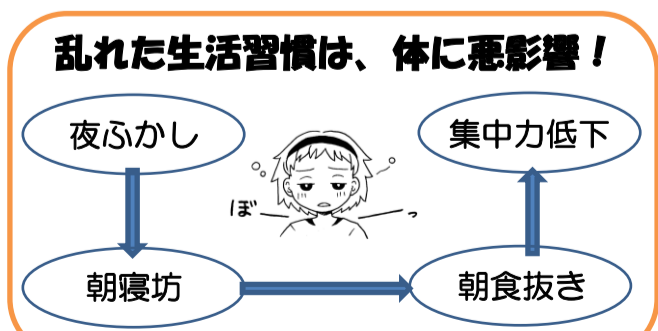 乱れた生活習慣は、体に悪影響！
夜ふかし
集中力低下
ぼ　っ
朝寝坊
朝食抜き